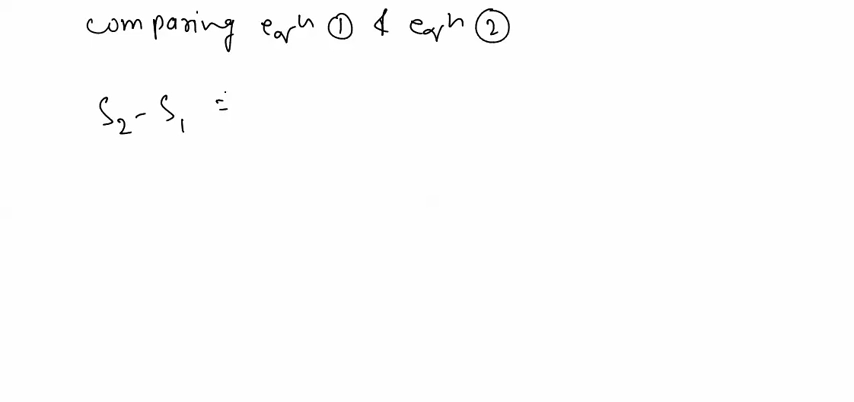 comparing eqn ① & eqn ②
S₂ - S₁ =